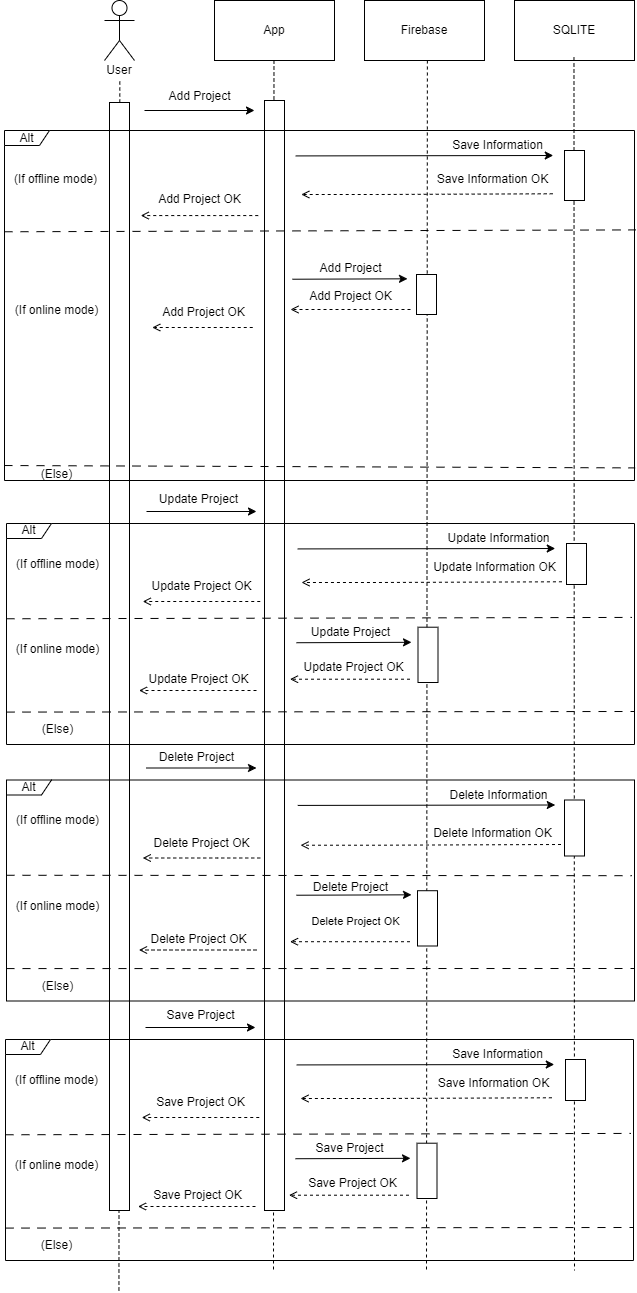 App
Firebase
SQLITE
User
Add Project
Alt
Save Information
(If offline mode)
Save Information OK
Add Project OK
Add Project
(If online mode)
Add Project OK
Add Project OK
(Else)
Update Project
Alt
Update Information
(If offline mode)
Update Information OK
Update Project OK
Update Project
(If online mode)
Update Project OK
Update Project OK
(Else)
Delete Project
Alt
Delete Information
(If offline mode)
Delete Information OK
Delete Project OK
Delete Project
(If online mode)
Delete Project OK
Delete Project OK
(Else)
Save Project
Alt
Save Information
(If offline mode)
Save Information OK
Save Project OK
Save Project
(If online mode)
Save Project OK
Save Project OK
(Else)